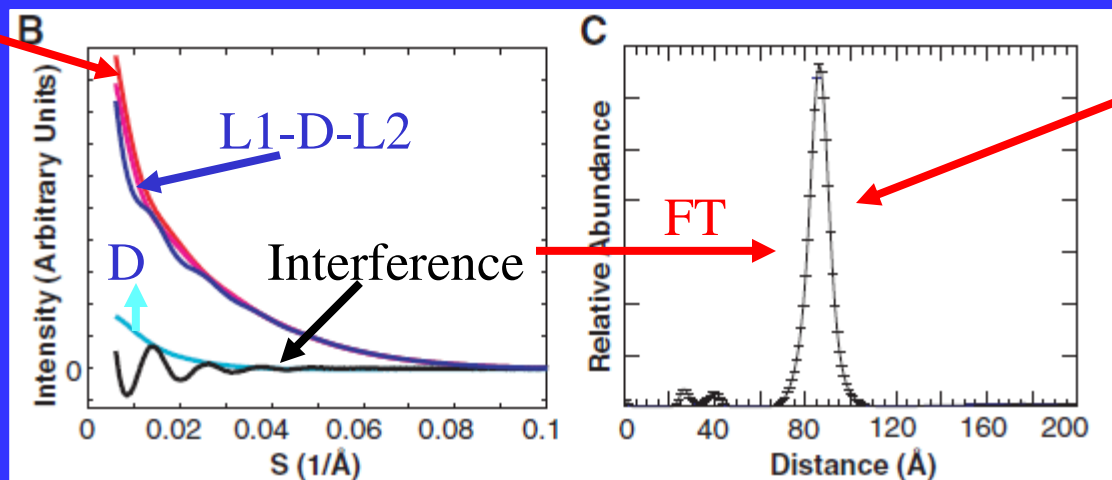 B
Intensity (Arbitrary Units)
0
L1-D-L2
D
Interference
0 0.02 0.04 0.06 0.08 0.1
S (1/Å)
FT
C
Relative Abundance
0 40 80 120 160 200
Distance (Å)